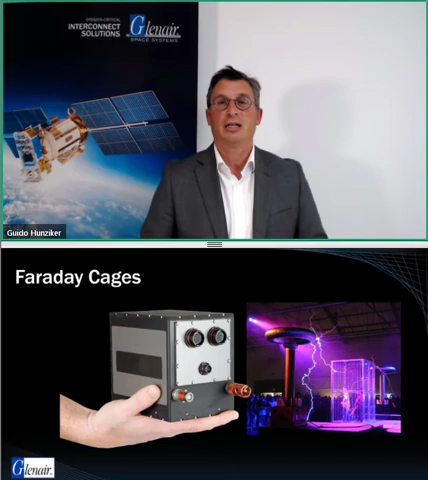 MISSION-CRITICAL
INTERCONNECT
SOLUTIONS
Glenair.
SPACE SYSTEMS
Guido Hunziker
Faraday Cages
Glenair.